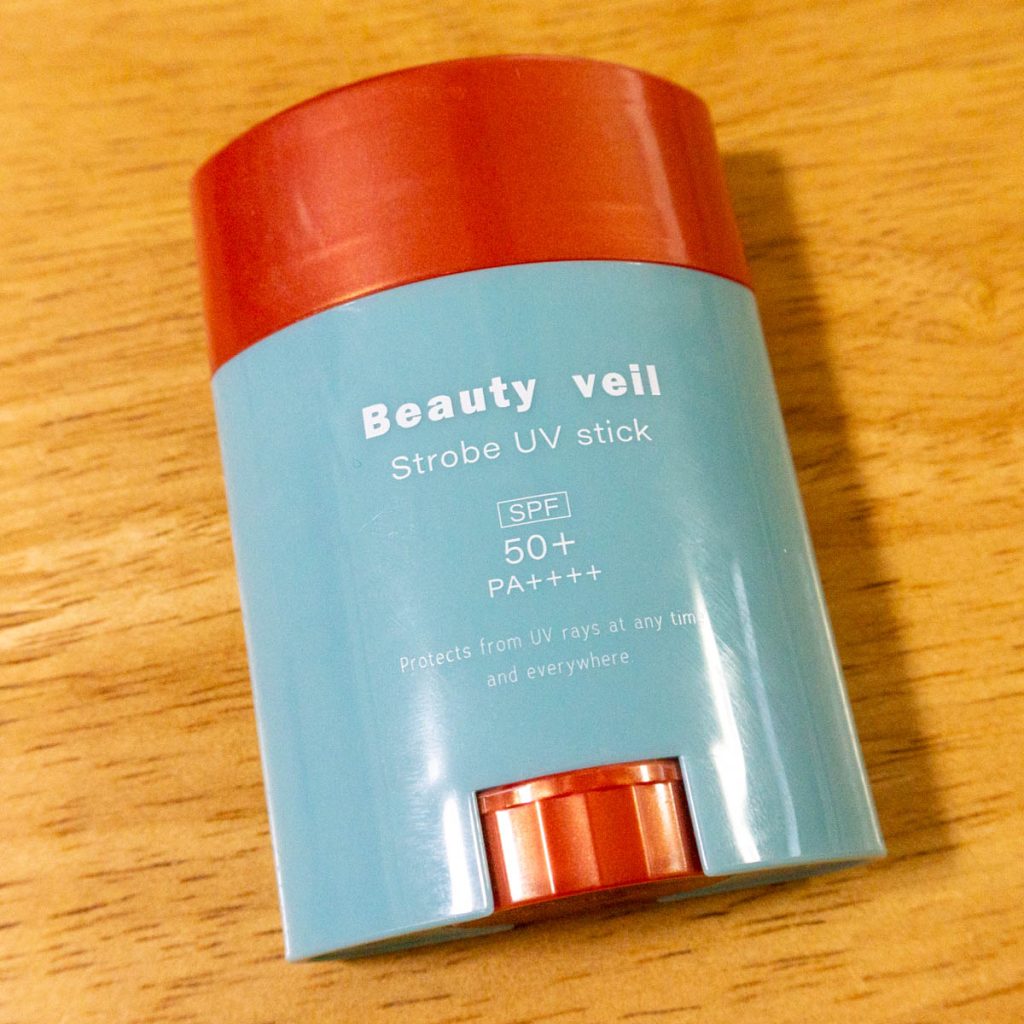 Beauty veil
Strobe UV stick
SPF
50+
PA++++
Protects from UV rays at any time
and everywhere